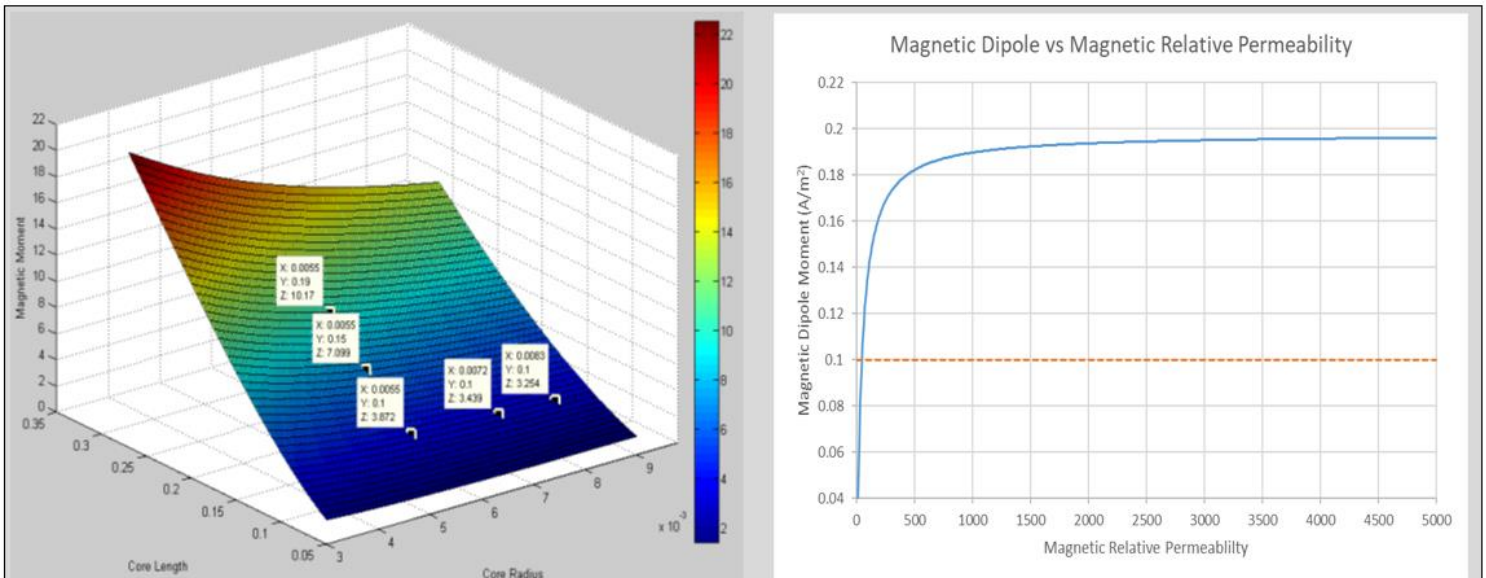 22
20
18
16
14
12
10
8
6
4
2
0
Magnetic Moment
0.35
0.3
0.25
0.2
0.15
0.1
0.05
Core Length
3
4
5
6
7
8
9
x 10^-3
Core Radius
X: 0.0055
Y: 0.19
Z: 10.17
X: 0.0055
Y: 0.15
Z: 7.099
X: 0.0055
Y: 0.1
Z: 3.872
X: 0.0072
Y: 0.1
Z: 3.439
X: 0.0083
Y: 0.1
Z: 3.254
22
20
18
16
14
12
10
8
6
4
2
Magnetic Dipole vs Magnetic Relative Permeability
Magnetic Dipole Moment (A/m²)
0.22
0.2
0.18
0.16
0.14
0.12
0.1
0.08
0.06
0.04
0 500 1000 1500 2000 2500 3000 3500 4000 4500 5000
Magnetic Relative Permeablilty